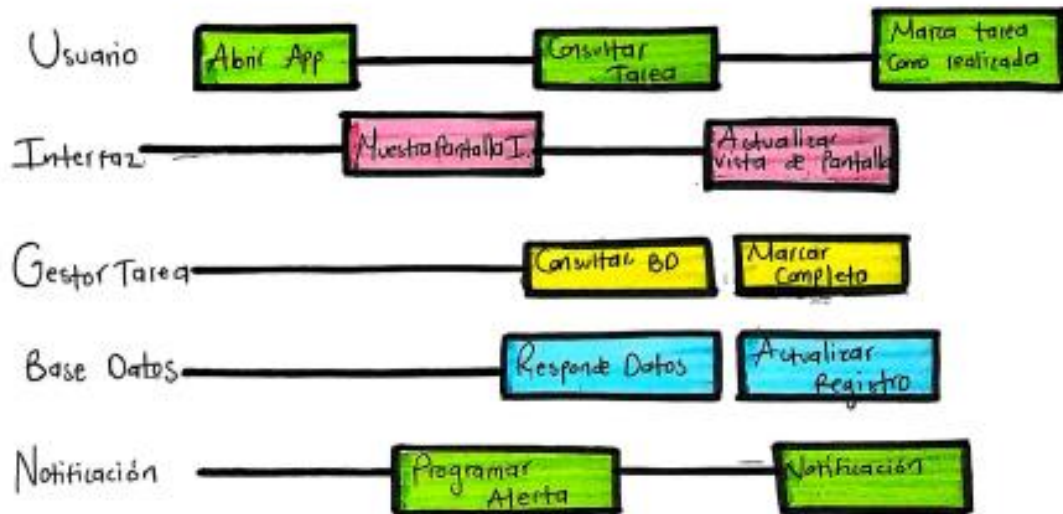 Usuario
Abrir App
Consultar
Tarea
Marca tarea
como realizada
Interfaz
Muestra Pantalla I.
Actualizar
vista de Pantalla
Gestor Tarea
Consultar BD
Marcar
Completo
Base Datos
Responde Datos
Actualizar
Registro
Notificación
Programar
Alerta
Notificación